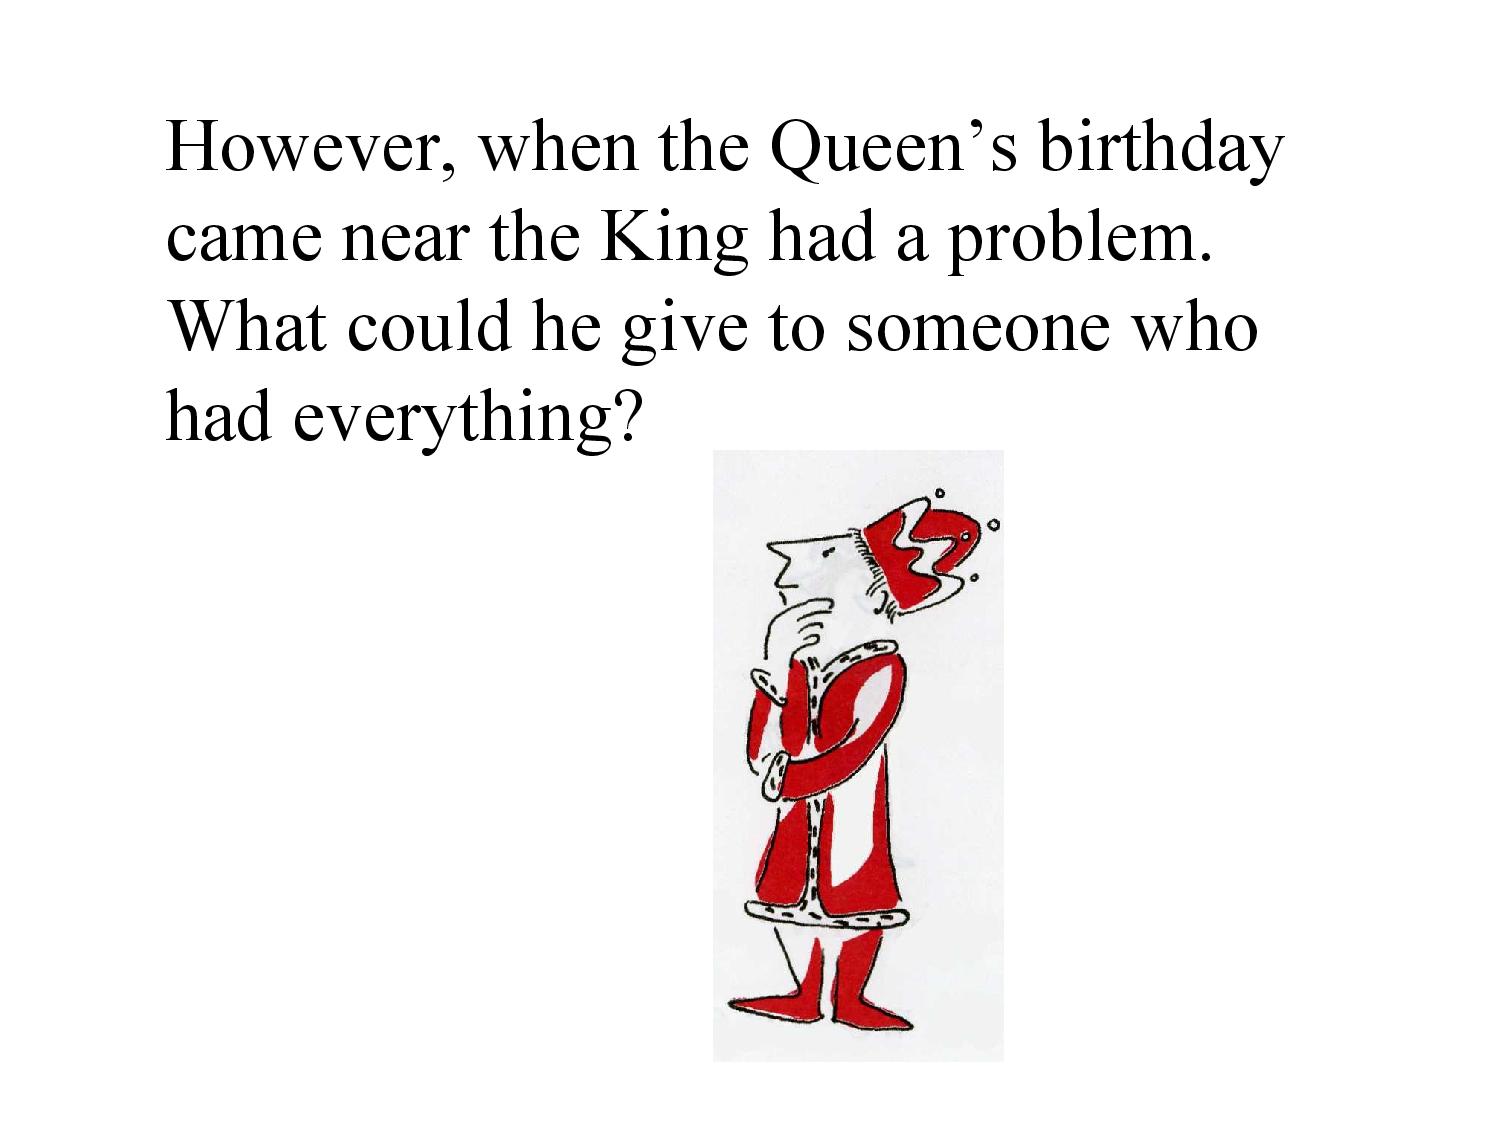 However, when the Queen’s birthday
came near the King had a problem.
What could he give to someone who
had everything?